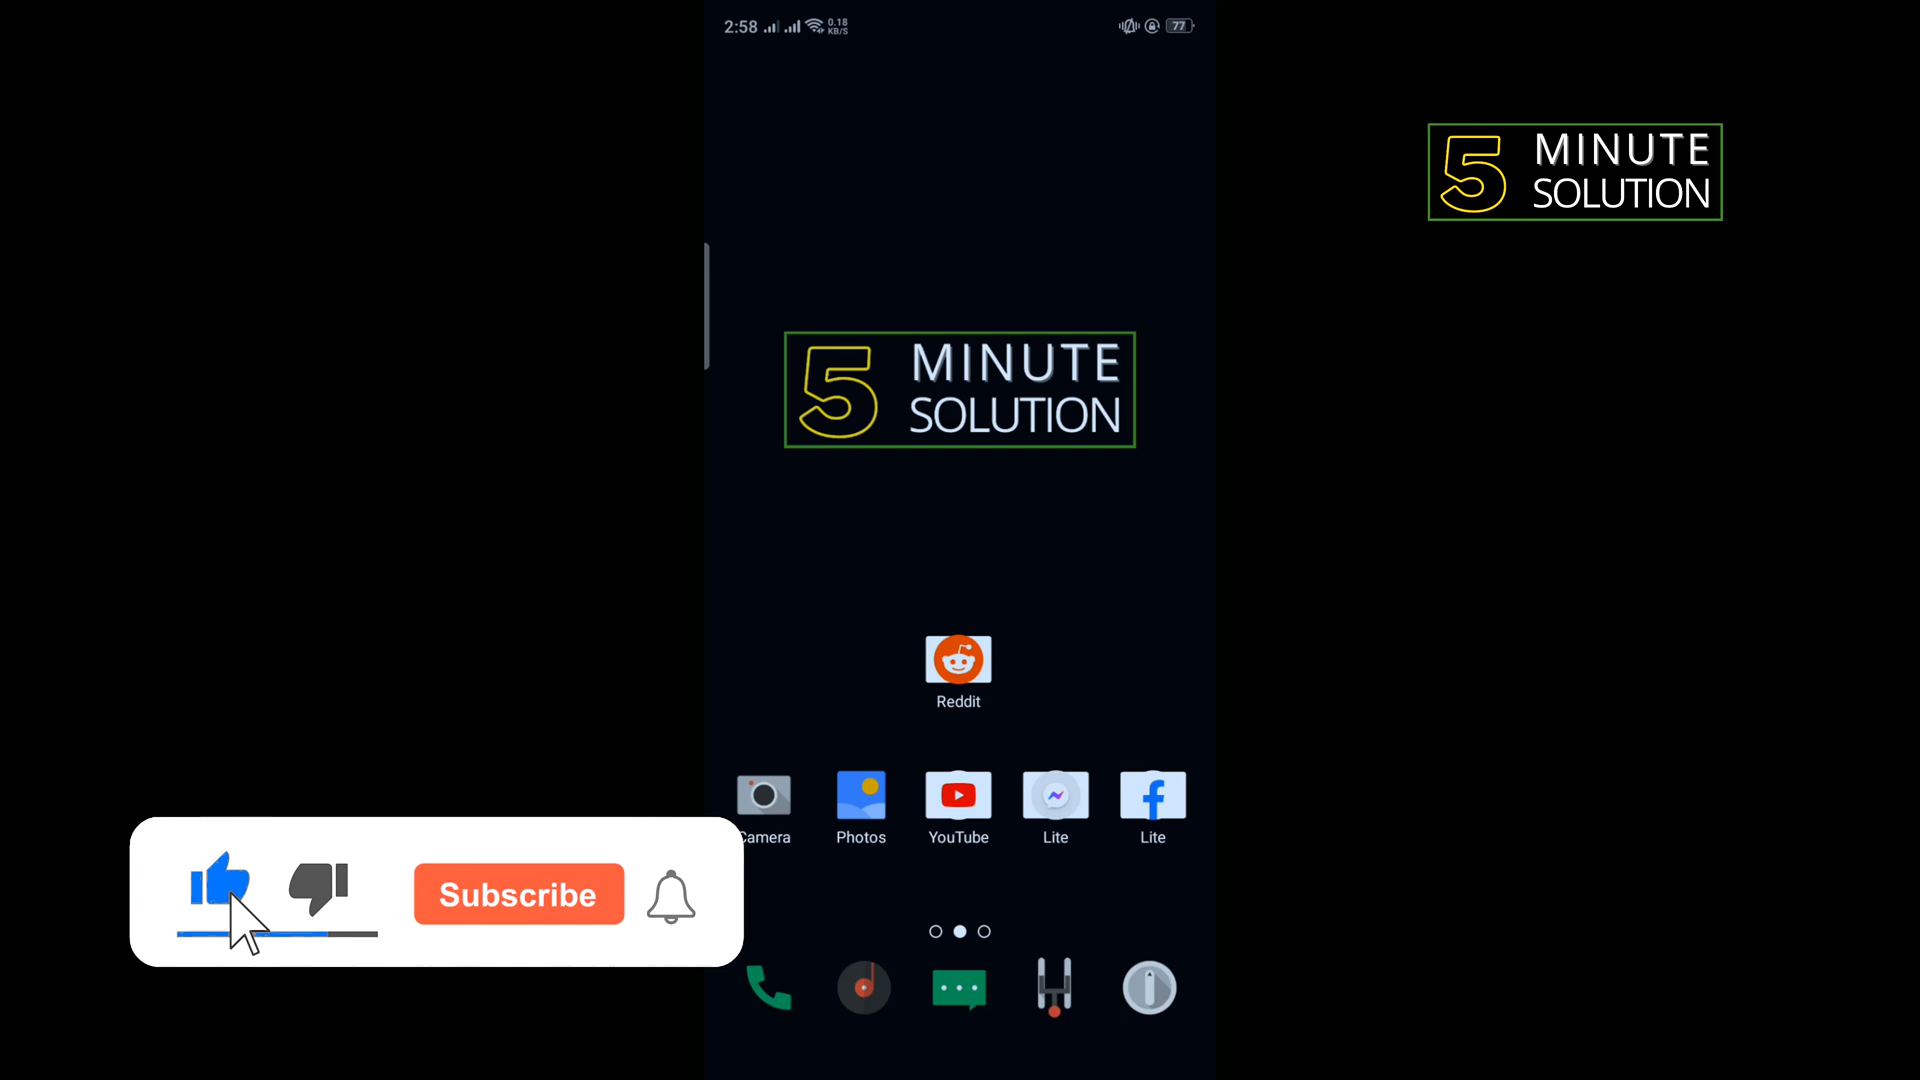 2:58
0.18
KB/S
77
5 MINUTE
SOLUTION
5 MINUTE
SOLUTION
Reddit
Camera
Photos
YouTube
Lite
Lite
Subscribe